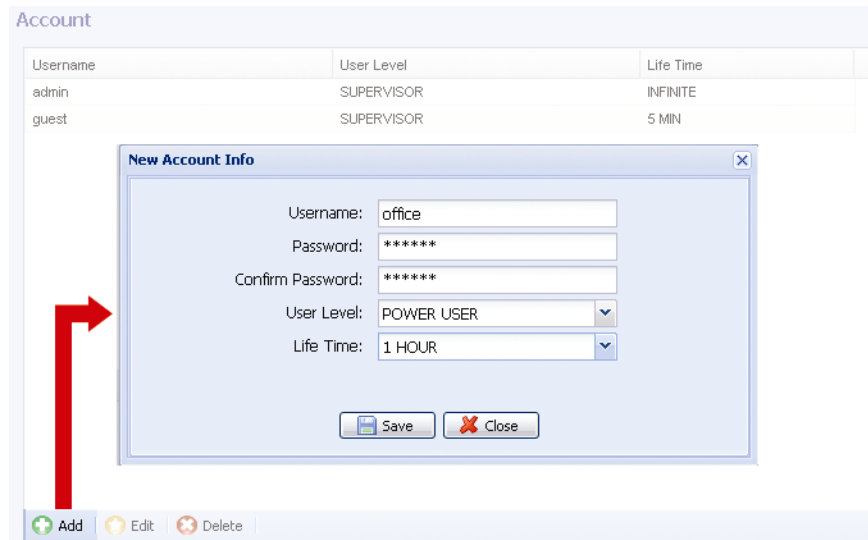 Account
Username User Level Life Time
admin SUPERVISOR INFINITE
guest SUPERVISOR 5 MIN
New Account Info
Username: office
Password: ******
Confirm Password: ******
User Level: POWER USER
Life Time: 1 HOUR
Save Close
Add Edit Delete